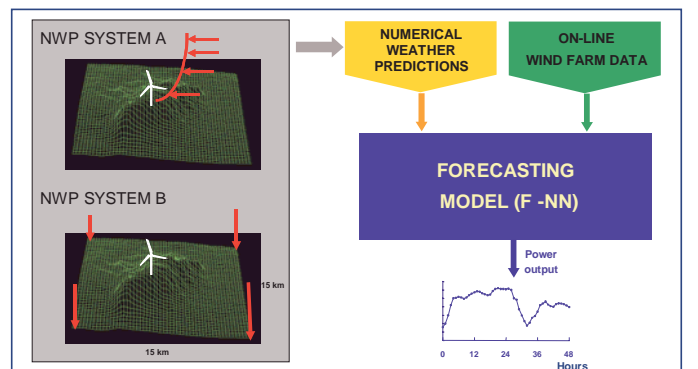 NWP SYSTEM A
NWP SYSTEM B
15 km
15 km
NUMERICAL
WEATHER
PREDICTIONS
ON-LINE
WIND FARM DATA
FORECASTING
MODEL (F -NN)
Power
output
0 12 24 36 48
Hours